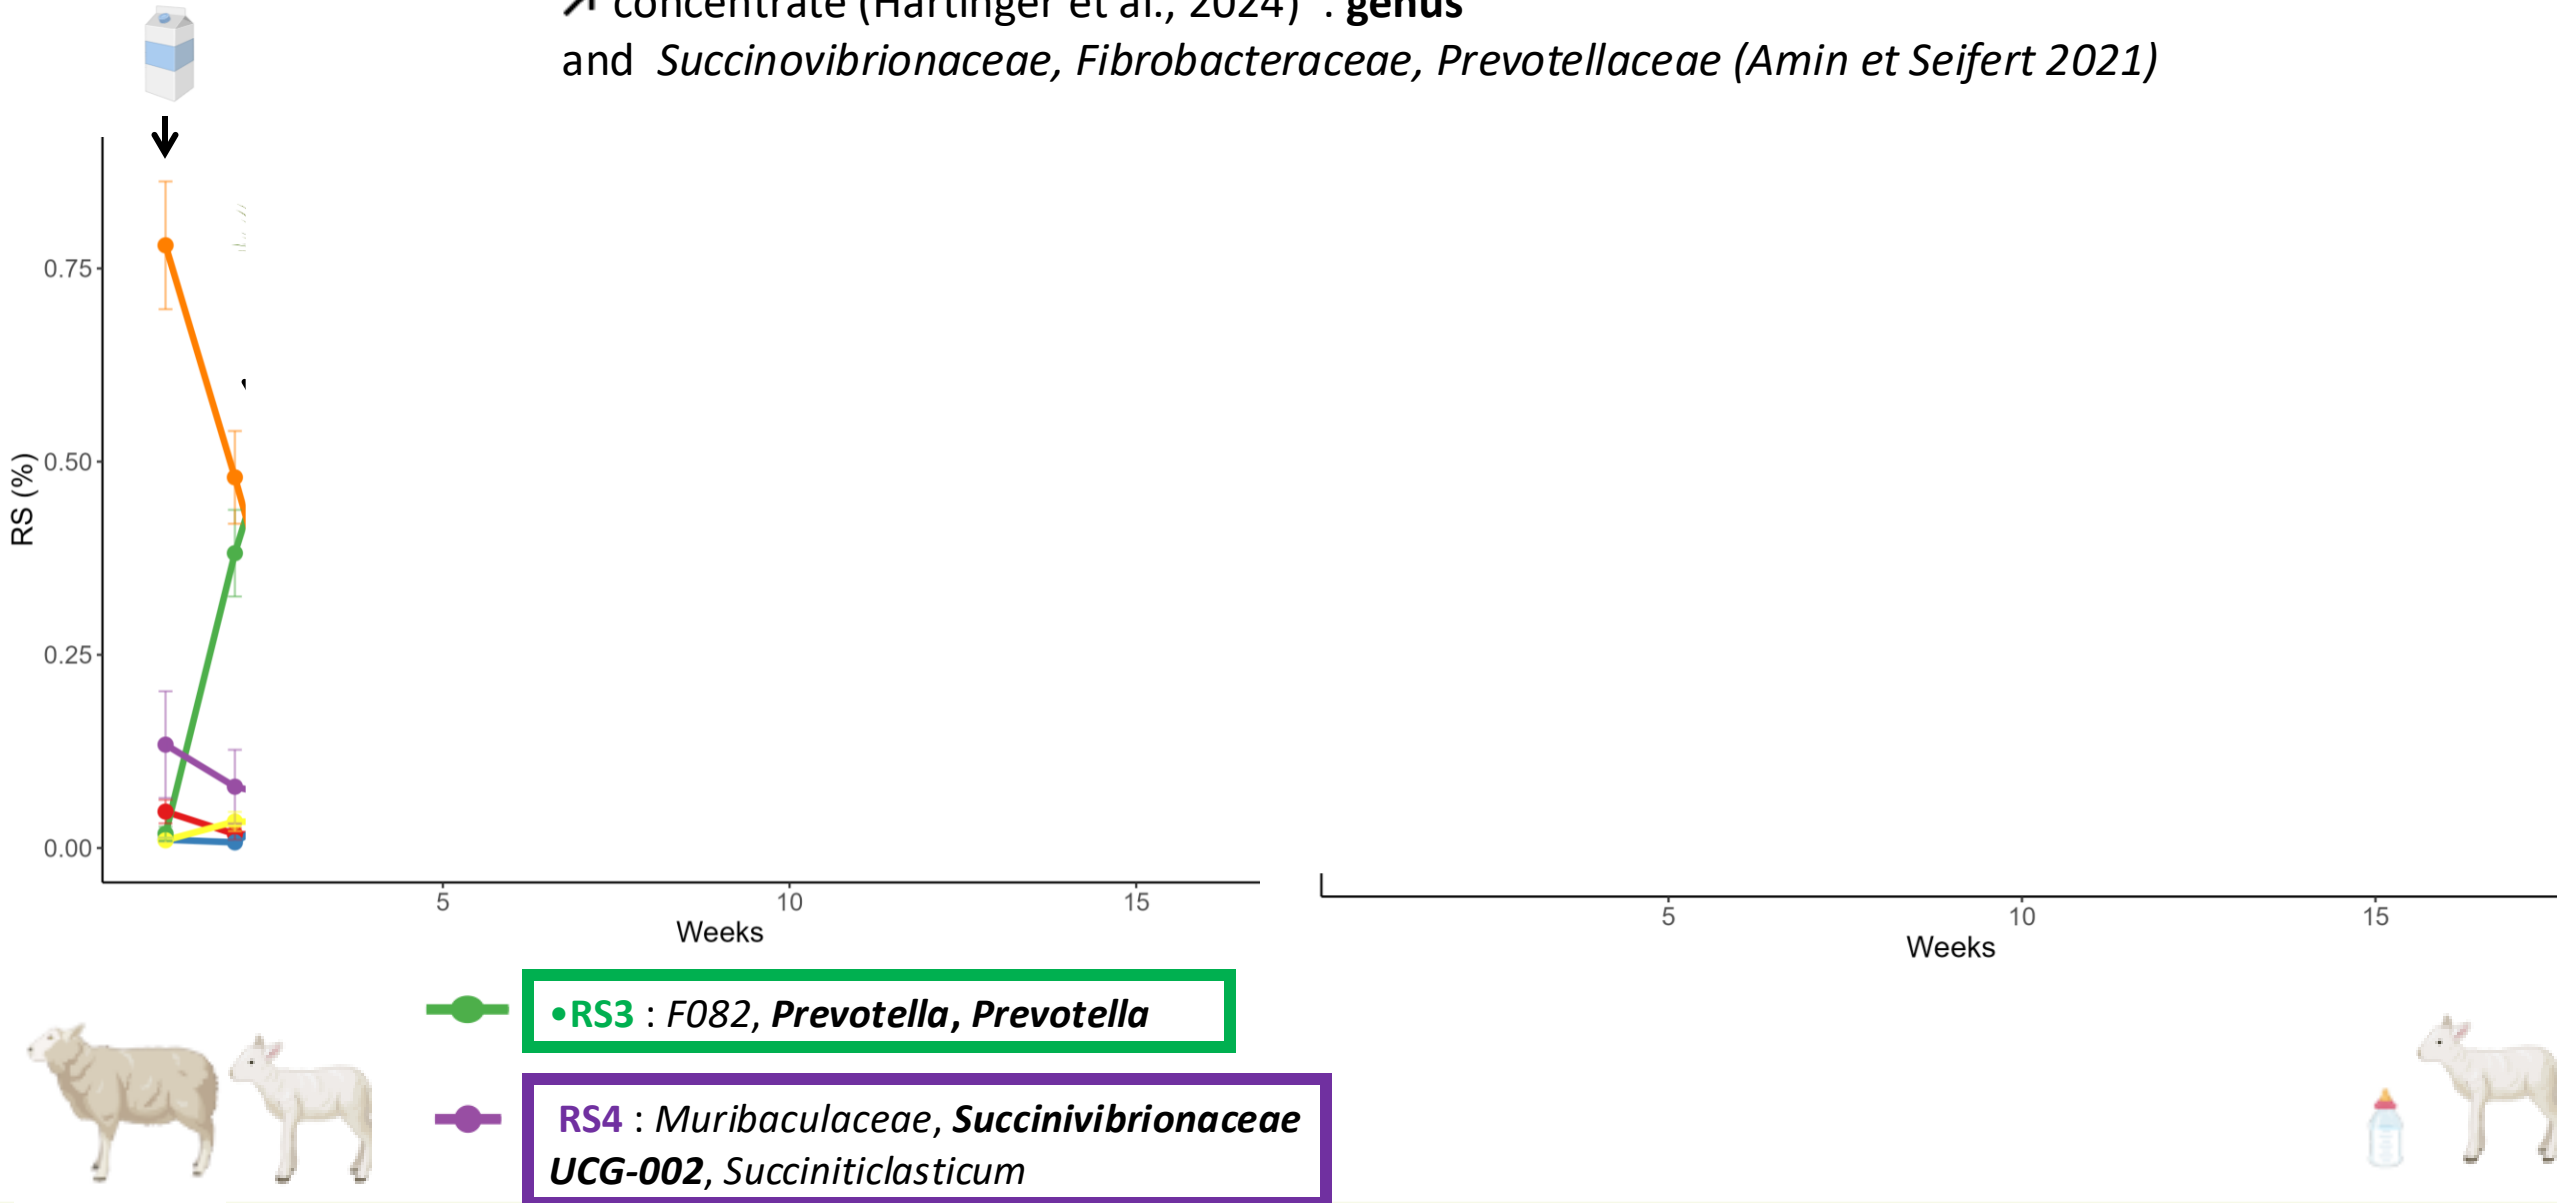 ↗ concentrate (Hartinger et al., 2024) : genus
and Succinovibrionaceae, Fibrobacteraceae, Prevotellaceae (Amin et Seifert 2021)
RS (%)
0.75
0.50
0.25
0.00
5 10 15
Weeks
5 10 15
Weeks
•RS3 : F082, Prevotella, Prevotella
RS4 : Muribaculaceae, Succinivibrionaceae
UCG-002, Succiniticlasticum